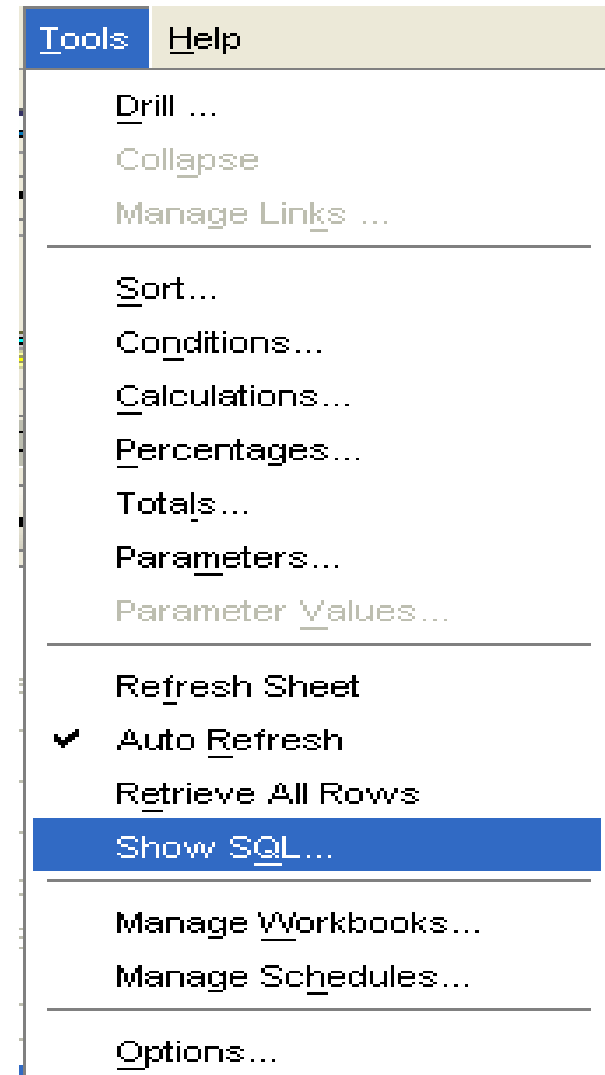 Tools Help
Drill ...
Collapse
Manage Links ...
Sort...
Conditions...
Calculations...
Percentages...
Totals...
Parameters...
Parameter Values...
Refresh Sheet
Auto Refresh
Retrieve All Rows
Show SQL...
Manage Workbooks...
Manage Schedules...
Options...